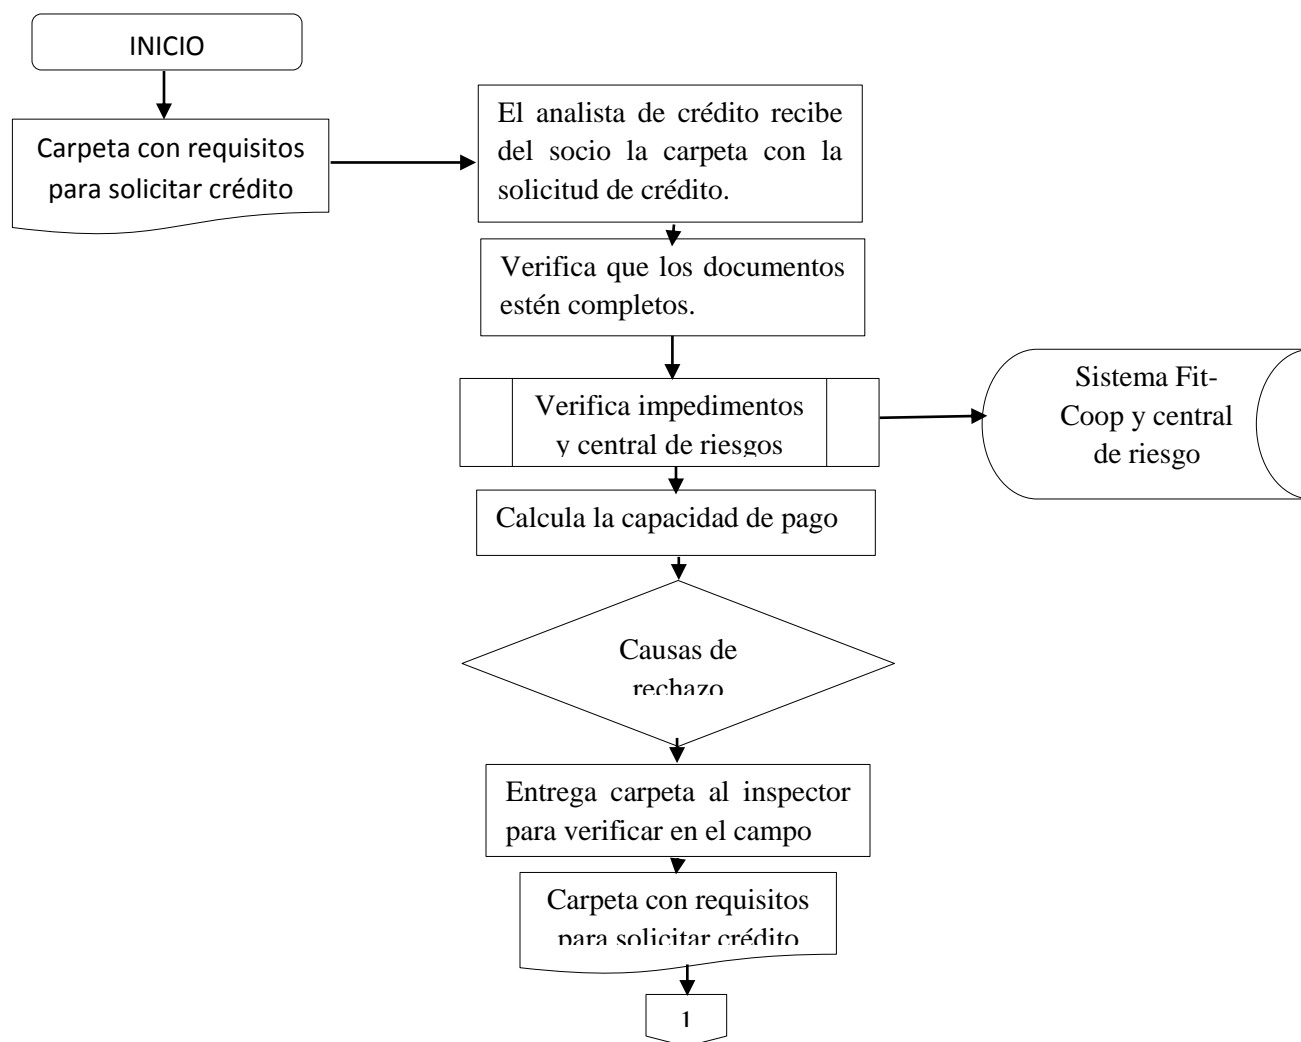 INICIO
Carpeta con requisitos
para solicitar crédito
El analista de crédito recibe
del socio la carpeta con la
solicitud de crédito.
Verifica que los documentos
estén completos.
Verifica impedimentos
y central de riesgos
Sistema Fit-
Coop y central
de riesgo
Calcula la capacidad de pago
Causas de
rechazo
Entrega carpeta al inspector
para verificar en el campo
Carpeta con requisitos
para solicitar crédito
1